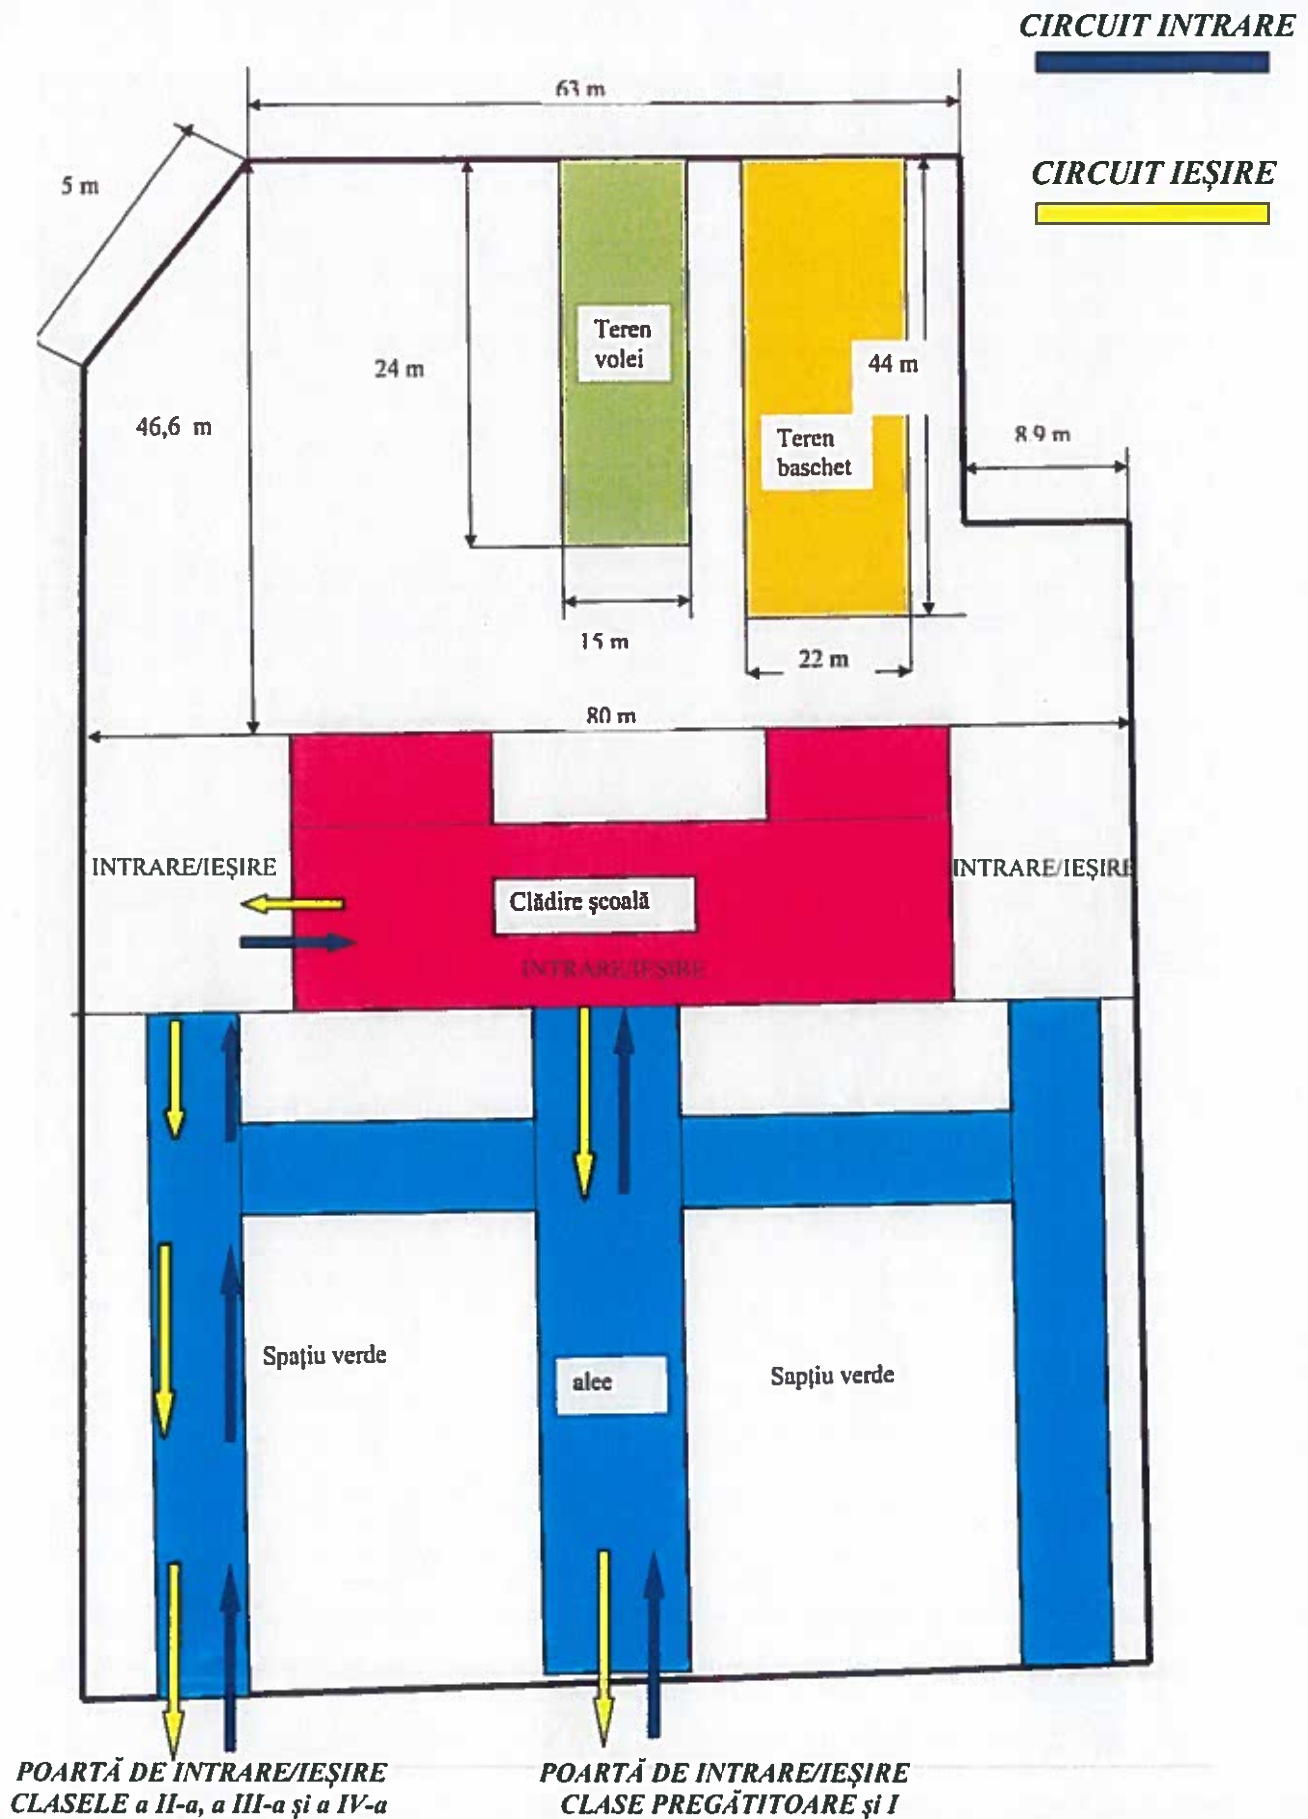 CIRCUIT INTRARE
63 m
CIRCUIT IEȘIRE
5 m
Teren
volei
24 m
44 m
46,6 m
Teren
baschet
8.9 m
15 m
22 m
80 m
INTRARE/IEȘIRE
INTRARE/IEȘIRE
Clădire școală
INTRARE/IEȘIRE
Spațiu verde
alee
Sapțiu verde
POARTĂ DE INTRARE/IEȘIRE
CLASELE a II-a, a III-a și a IV-a
POARTĂ DE INTRARE/IEȘIRE
CLASE PREGĂTITOARE și I